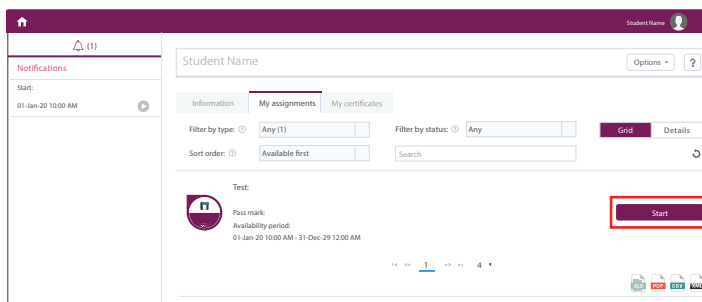 Student Name
(1)
Notifications
Start:
01-Jan-20 10:00 AM
Student Name
Options
?
Information My assignments My certificates
Filter by type: ? Any (1) Filter by status: ? Any Grid Details
Sort order: ? Available first Search
Test:
Pass mark:
Availability period:
01-Jan-20 10:00 AM - 31-Dec-29 12:00 AM
Start
1 4
XLS PDF CSV XML